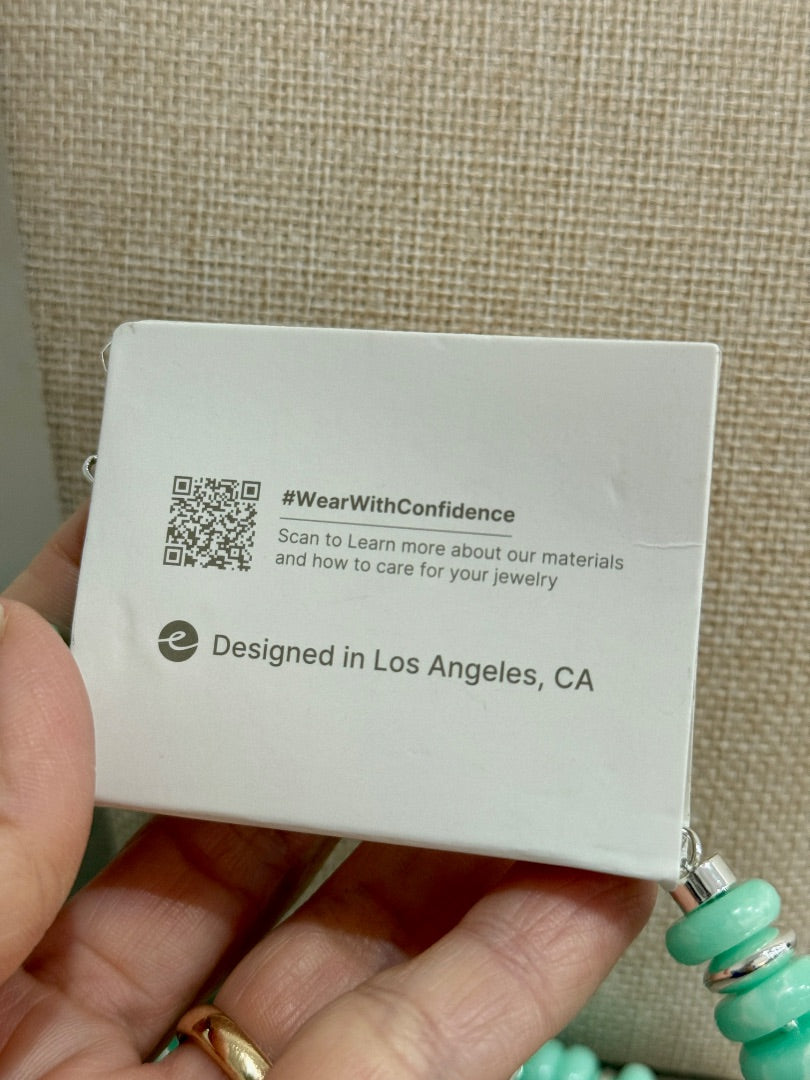 #WearWithConfidence
Scan to Learn more about our materials
and how to care for your jewelry
e Designed in Los Angeles, CA